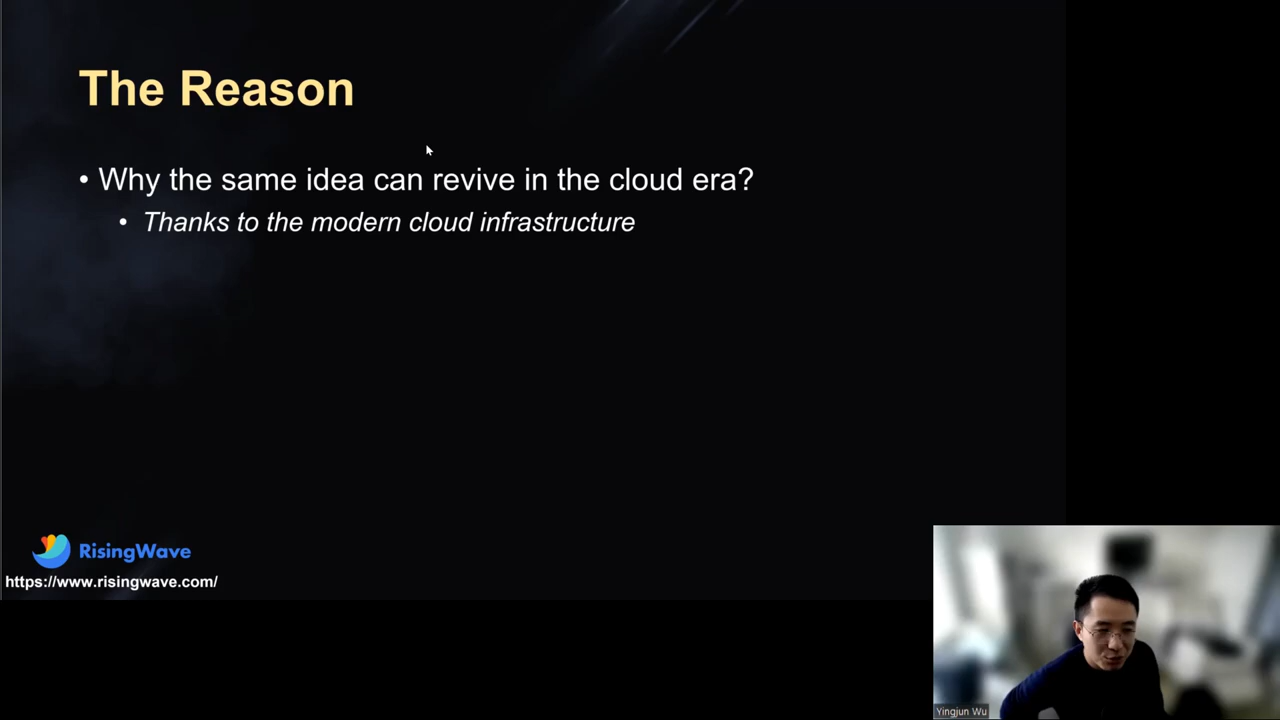 The Reason
• Why the same idea can revive in the cloud era?
• Thanks to the modern cloud infrastructure
RisingWave
https://www.risingwave.com/
Yingjun Wu